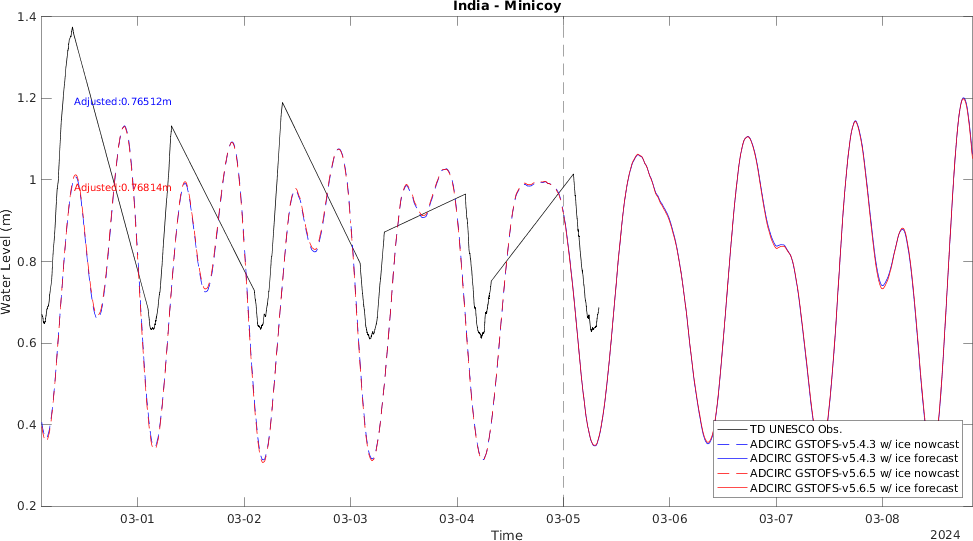 India - Minicoy
1.4
1.2
1
0.8
0.6
0.4
0.2
Water Level (m)
Adjusted:0.76512m
Adjusted:0.76814m
TD UNESCO Obs.
ADCIRC GSTOFS-v5.4.3 w/ ice nowcast
ADCIRC GSTOFS-v5.4.3 w/ ice forecast
ADCIRC GSTOFS-v5.6.5 w/ ice nowcast
ADCIRC GSTOFS-v5.6.5 w/ ice forecast
03-01 03-02 03-03 03-04 03-05 03-06 03-07 03-08
Time
2024